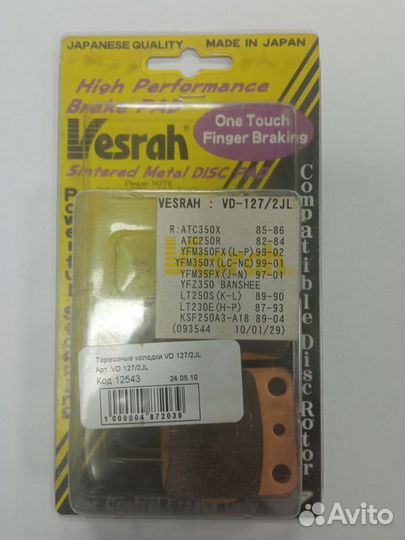 JAPANESE QUALITY MADE IN JAPAN
High Performance
Brake PAD
One Touch
Finger Braking
Vesrah®
Sintered Metal DISC PAD
Please NOTE
Compatible Disc Rotor
VESRAH : VD-127/2JL
R:ATC350X 85-86
ATC250R 82-84
YFM350FX(L-P)99-02
YFM350X(LC-NC)99-01
YFM35FX(J-N) 97-01
YFZ350 BANSHEE
LT250S(K-L) 89-90
LT230E(H-P) 87-93
KSF250A3-A18 89-04
(093544 10/01/29)
Тормозные колодки VD 127/2JL
Арт. VD 127/2JL
Код 12543 24.05.10
1 000004 872039
Only
Avito